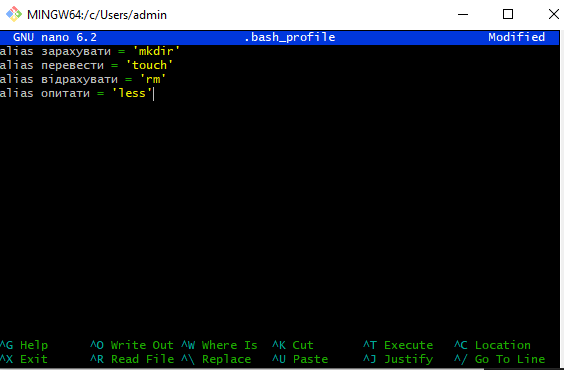 MINGW64:/c/Users/admin
GNU nano 6.2 .bash_profile Modified
alias зарахувати = 'mkdir'
alias перевести = 'touch'
alias відрахувати = 'rm'
alias опитати = 'less'
^G Help ^O Write Out ^W Where Is ^K Cut ^T Execute ^C Location
^X Exit ^R Read File ^\ Replace ^U Paste ^J Justify ^/ Go To Line